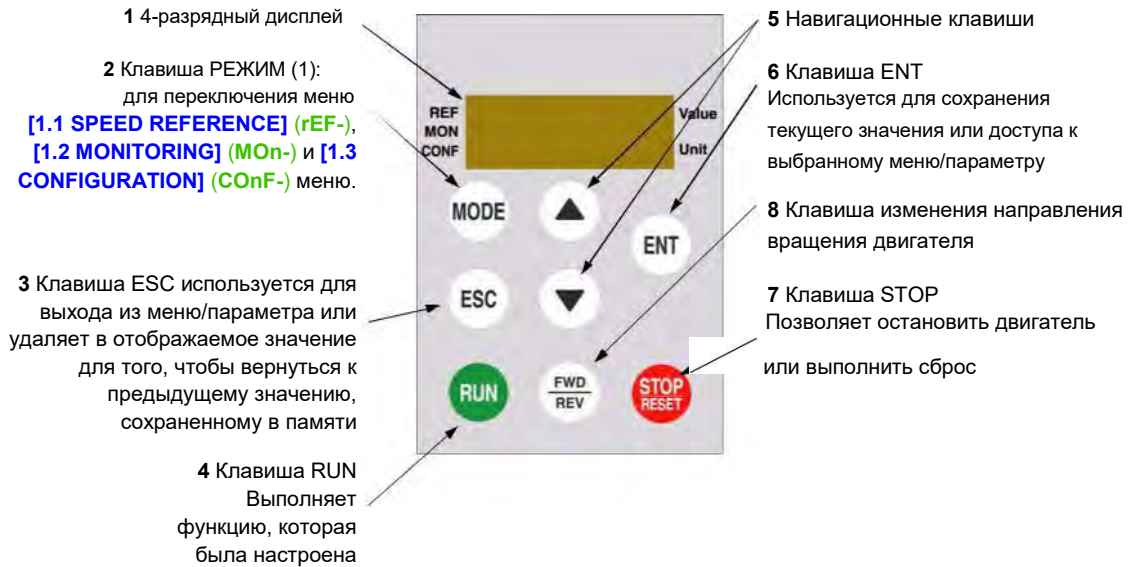 1 4-разрядный дисплей
2 Клавиша РЕЖИМ (1):
для переключения меню
[1.1 SPEED REFERENCE] (rEF-),
[1.2 MONITORING] (MOn-) и [1.3
CONFIGURATION] (COnF-) меню.
3 Клавиша ESC используется для
выхода из меню/параметра или
удаляет в отображаемое значение
для того, чтобы вернуться к
предыдущему значению,
сохраненному в памяти
4 Клавиша RUN
Выполняет
функцию, которая
была настроена
REF
MON
CONF
Value
Unit
MODE
ENT
ESC
RUN
FWD
REV
STOP
RESET
5 Навигационные клавиши
6 Клавиша ENT
Используется для сохранения
текущего значения или доступа к
выбранному меню/параметру
8 Клавиша изменения направления
вращения двигателя
7 Клавиша STOP
Позволяет остановить двигатель
или выполнить сброс